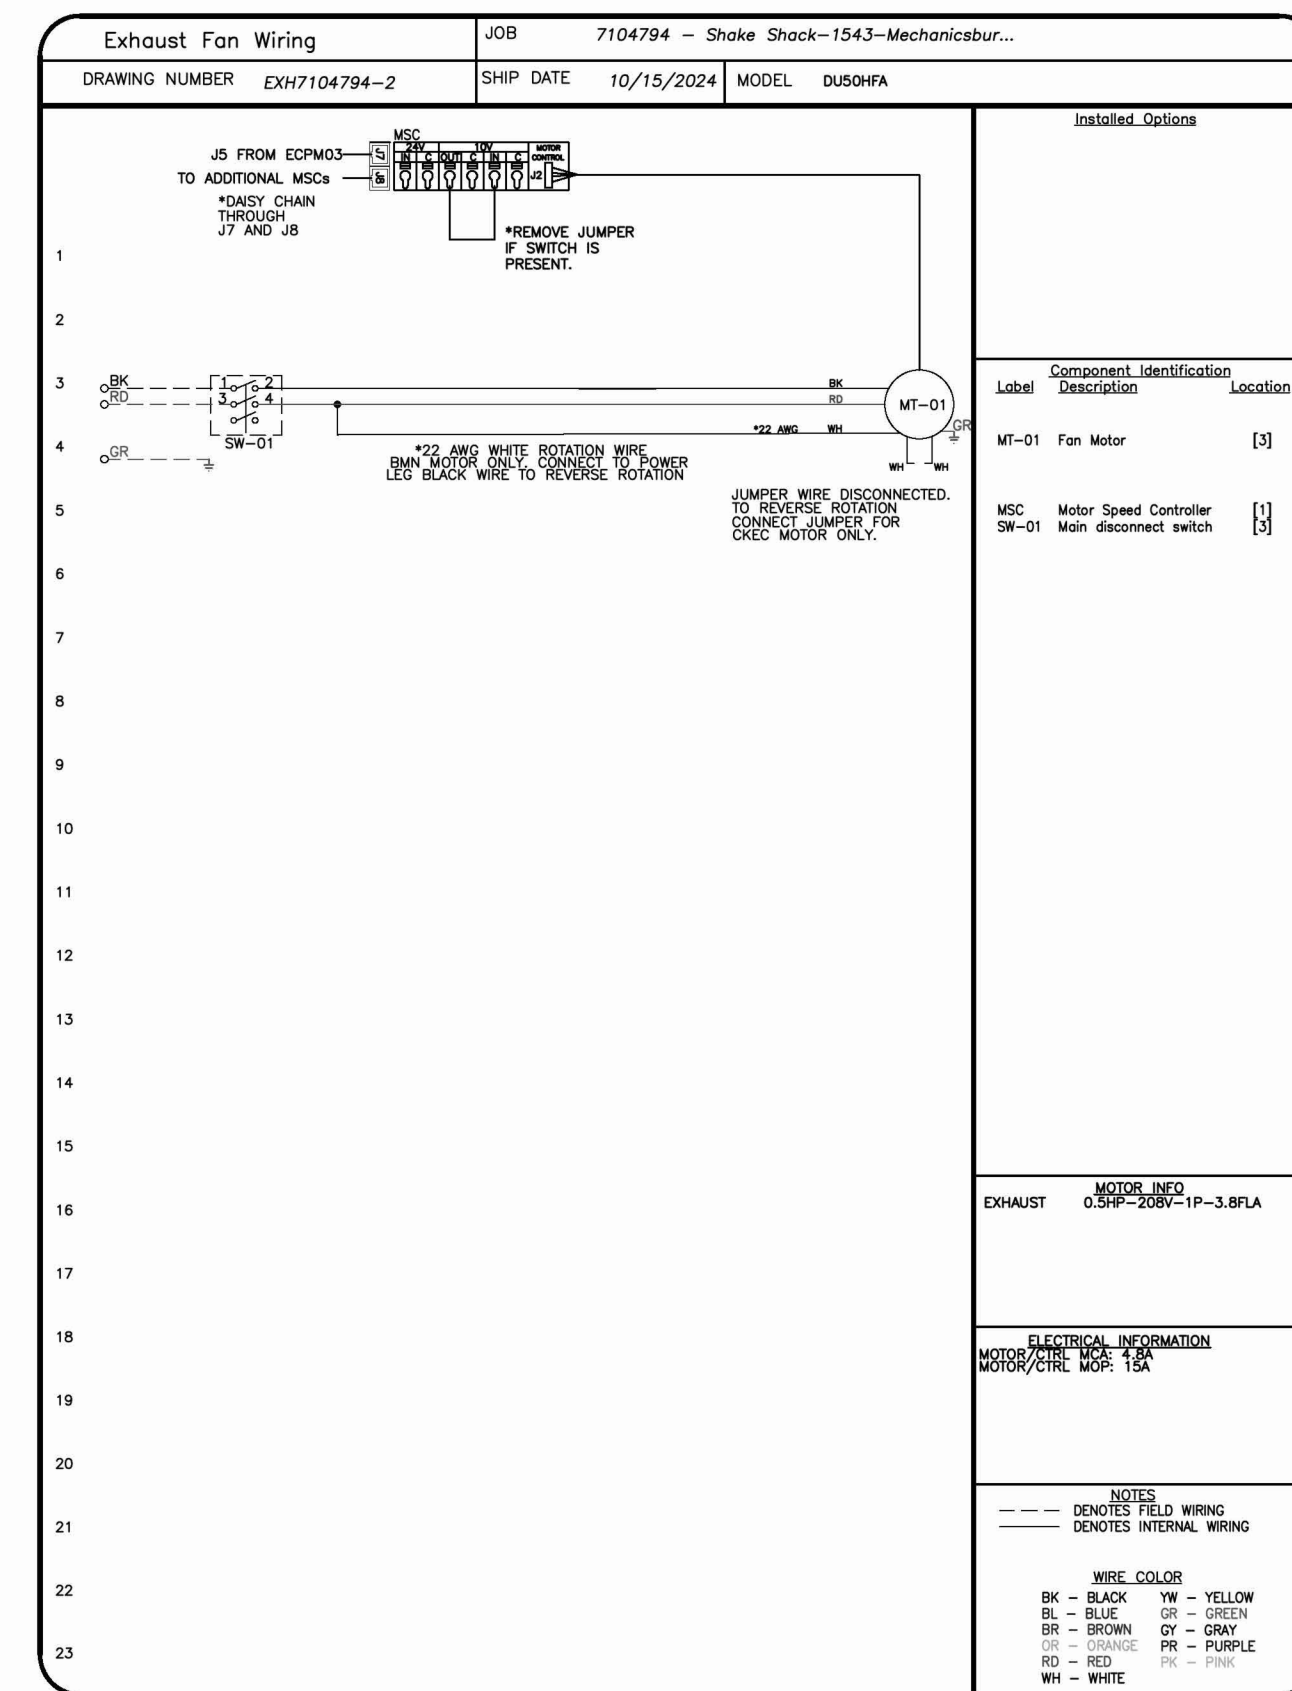 Exhaust Fan Wiring
JOB 7104794 – Shake Shack–1543–Mechanicsbur...
DRAWING NUMBER EXH7104794–2
SHIP DATE 10/15/2024
MODEL DU50HFA
MSC
24V 10V MOTOR
IN C OUT C IN C CONTROL
J7
J8
J2
J5 FROM ECPM03
TO ADDITIONAL MSCs
*DAISY CHAIN
THROUGH
J7 AND J8
*REMOVE JUMPER
IF SWITCH IS
PRESENT.
1
2
3
4
5
6
7
8
9
10
11
12
13
14
15
16
17
18
19
20
21
22
23
BK 1 2 BK
RD 3 4 RD
MT–01
SW–01
*22 AWG WH
GR
GR
WH WH
*22 AWG WHITE ROTATION WIRE
BMN MOTOR ONLY. CONNECT TO POWER
LEG BLACK WIRE TO REVERSE ROTATION
JUMPER WIRE DISCONNECTED.
TO REVERSE ROTATION
CONNECT JUMPER FOR
CKEC MOTOR ONLY.
Installed Options
Component Identification
Label Description Location
MT–01 Fan Motor [3]
MSC Motor Speed Controller [1]
SW–01 Main disconnect switch [3]
MOTOR INFO
EXHAUST 0.5HP–208V–1P–3.8FLA
ELECTRICAL INFORMATION
MOTOR/CTRL MCA: 4.8A
MOTOR/CTRL MOP: 15A
NOTES
– – – DENOTES FIELD WIRING
——— DENOTES INTERNAL WIRING
WIRE COLOR
BK – BLACK YW – YELLOW
BL – BLUE GR – GREEN
BR – BROWN GY – GRAY
OR – ORANGE PR – PURPLE
RD – RED PK – PINK
WH – WHITE